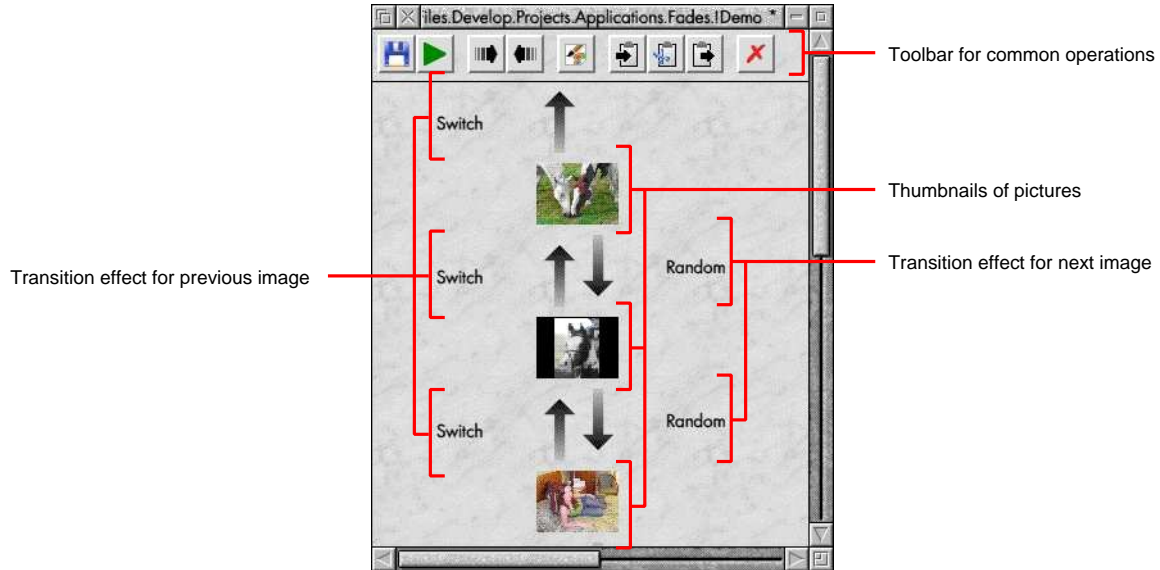 iles.Develop.Projects.Applications.Fades.!Demo *
Toolbar for common operations
Switch
Thumbnails of pictures
Transition effect for previous image
Switch
Random
Transition effect for next image
Switch
Random